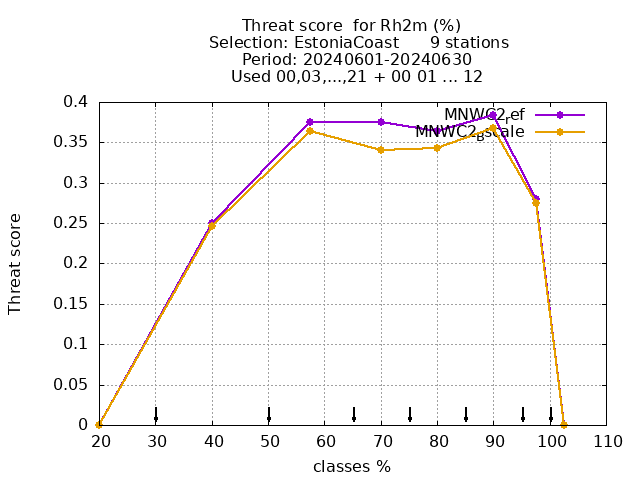 Threat score  for Rh2m (%)
Selection: EstoniaCoast      9 stations
Period: 20240601-20240630
Used 00,03,...,21 + 00 01 ... 12
MNWC2_ref
MNWC2_Bscale
0.4
0.35
0.3
0.25
0.2
0.15
0.1
0.05
0
Threat score
20 30 40 50 60 70 80 90 100 110
classes %